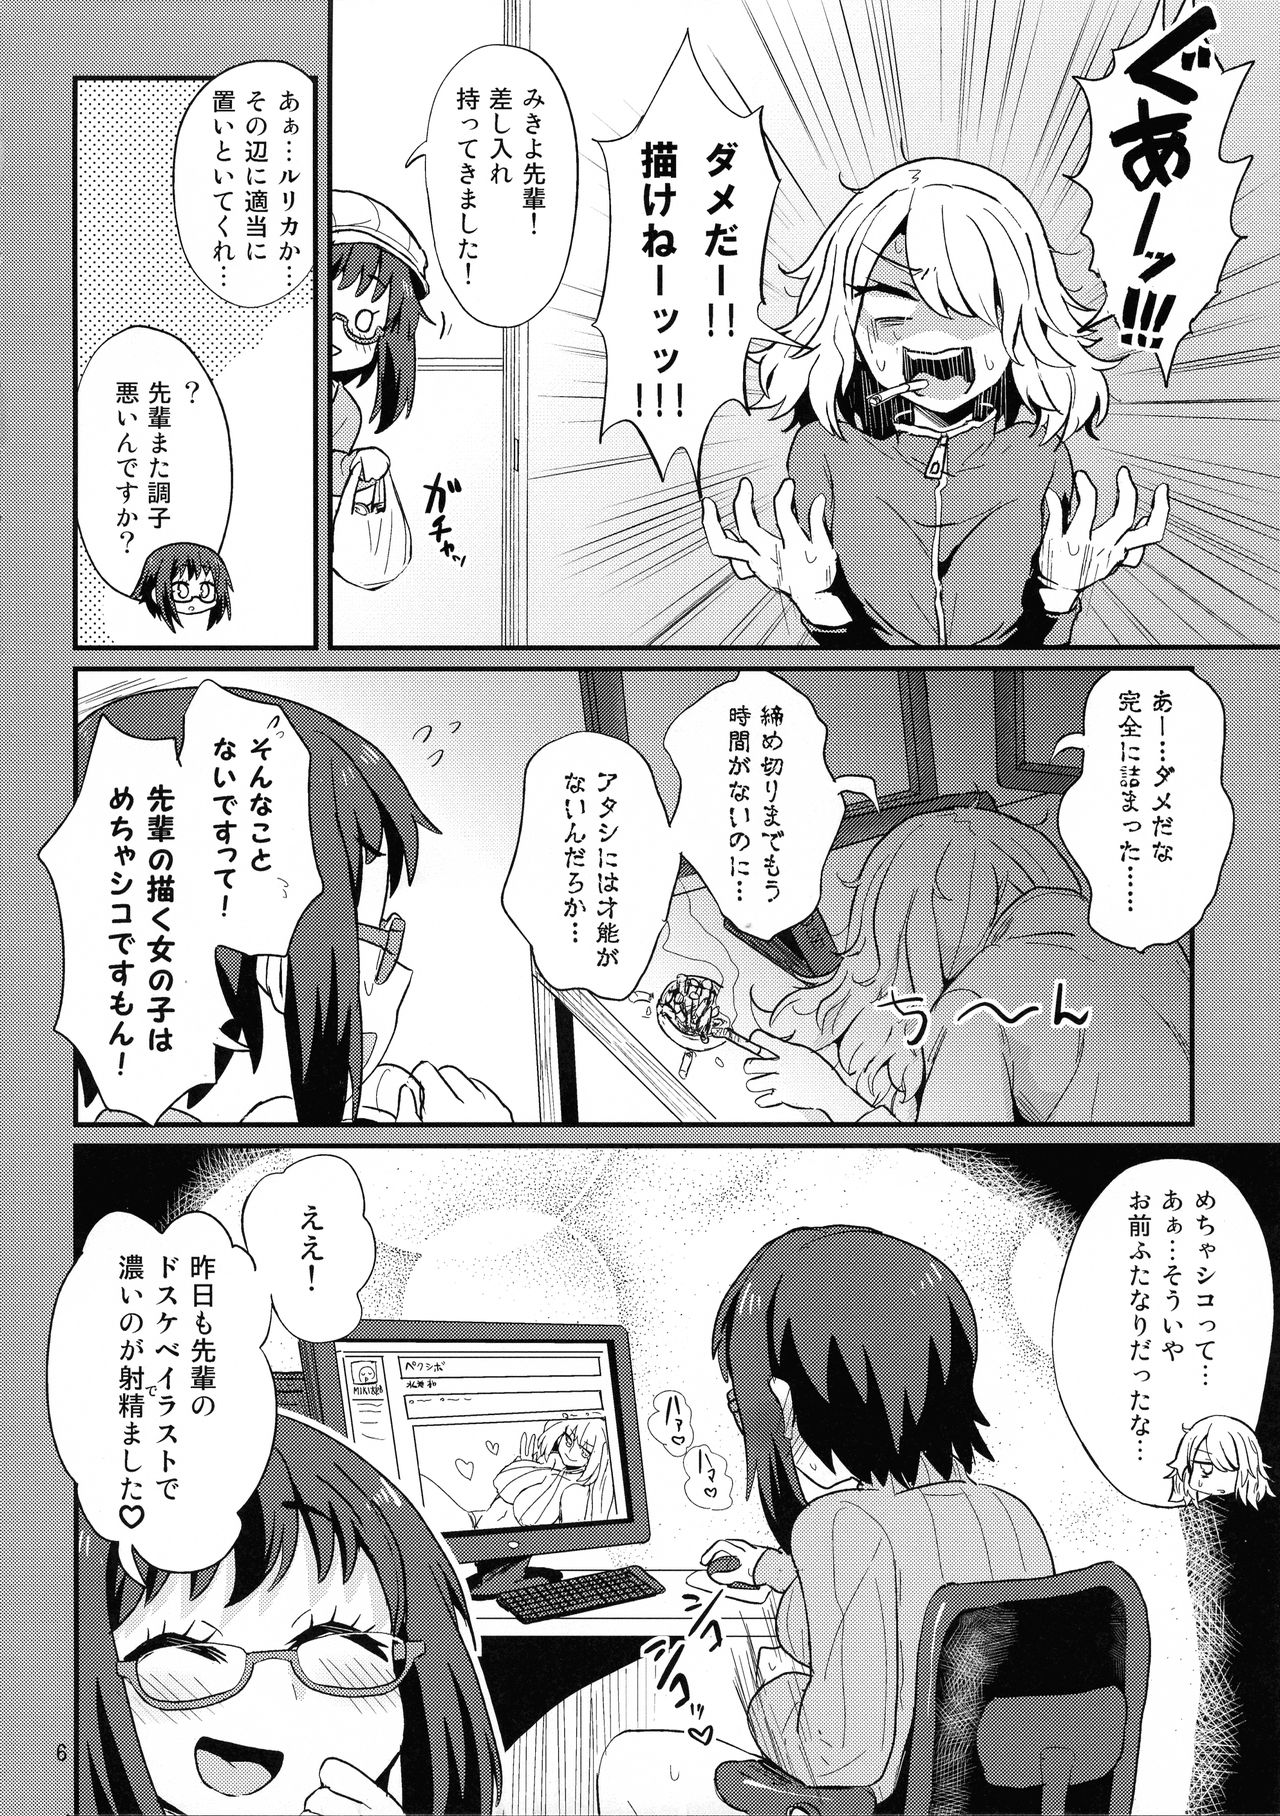 ぐあーッ!!!
ダメだー!!
描けねーッッ!!!
みきよ先輩!
差し入れ
持ってきました!
ガチャッ
あぁ…ルリカか…
その辺に適当に
置いといてくれ…
?
先輩また調子
悪いんですか?
あー…ダメだな
完全に詰まった……
締め切りまでもう
時間がないのに…
アタシには才能が
ないんだろか…
ち〜ん
そんなこと
ないですって!
先輩の描く女の子は
めちゃシコですもん!
めちゃシコって…
あぁ…そういや
お前ふたなりだったな…
ハァ♥
ハァ♥
シコ
シコ
ペクシボ
ええ!
昨日も先輩の
ドスケベイラストで
濃いのが射精ました♡
で
6